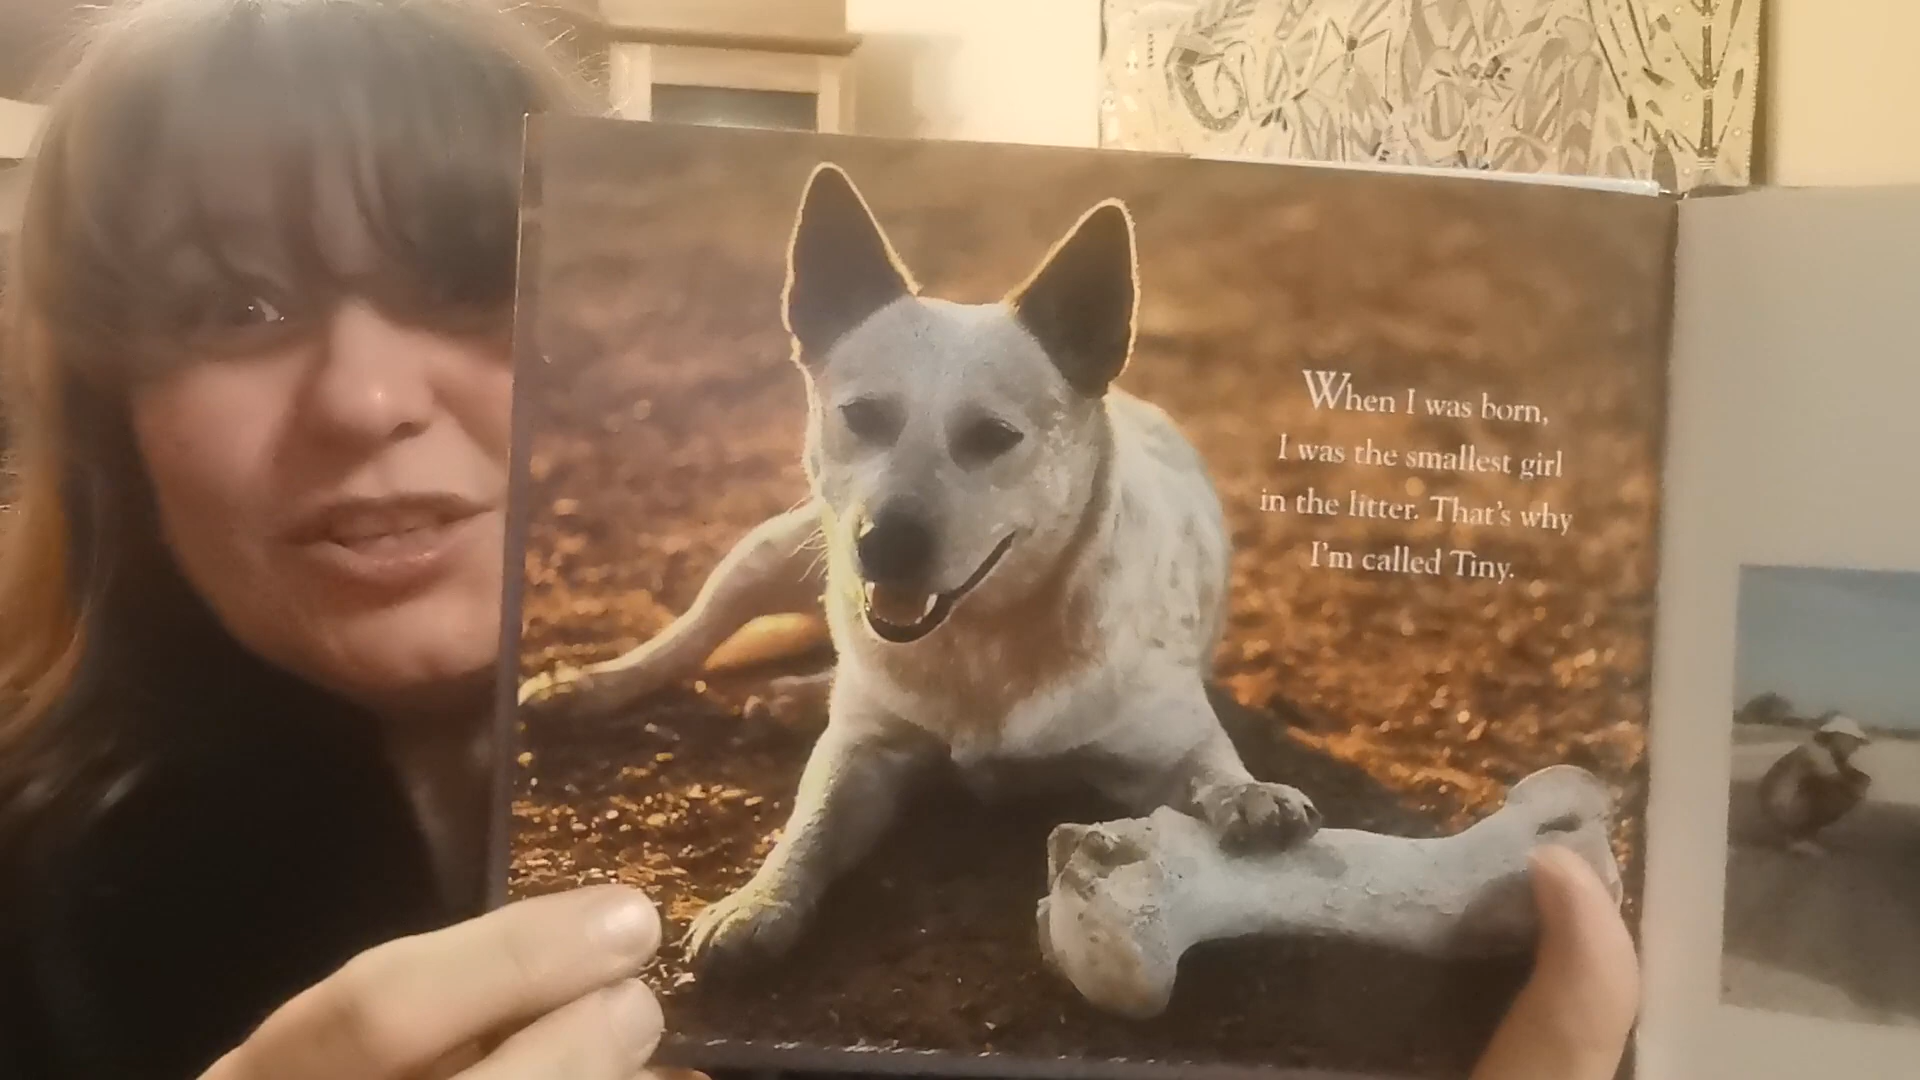 When I was born,
I was the smallest girl
in the litter. That's why
I'm called Tiny.